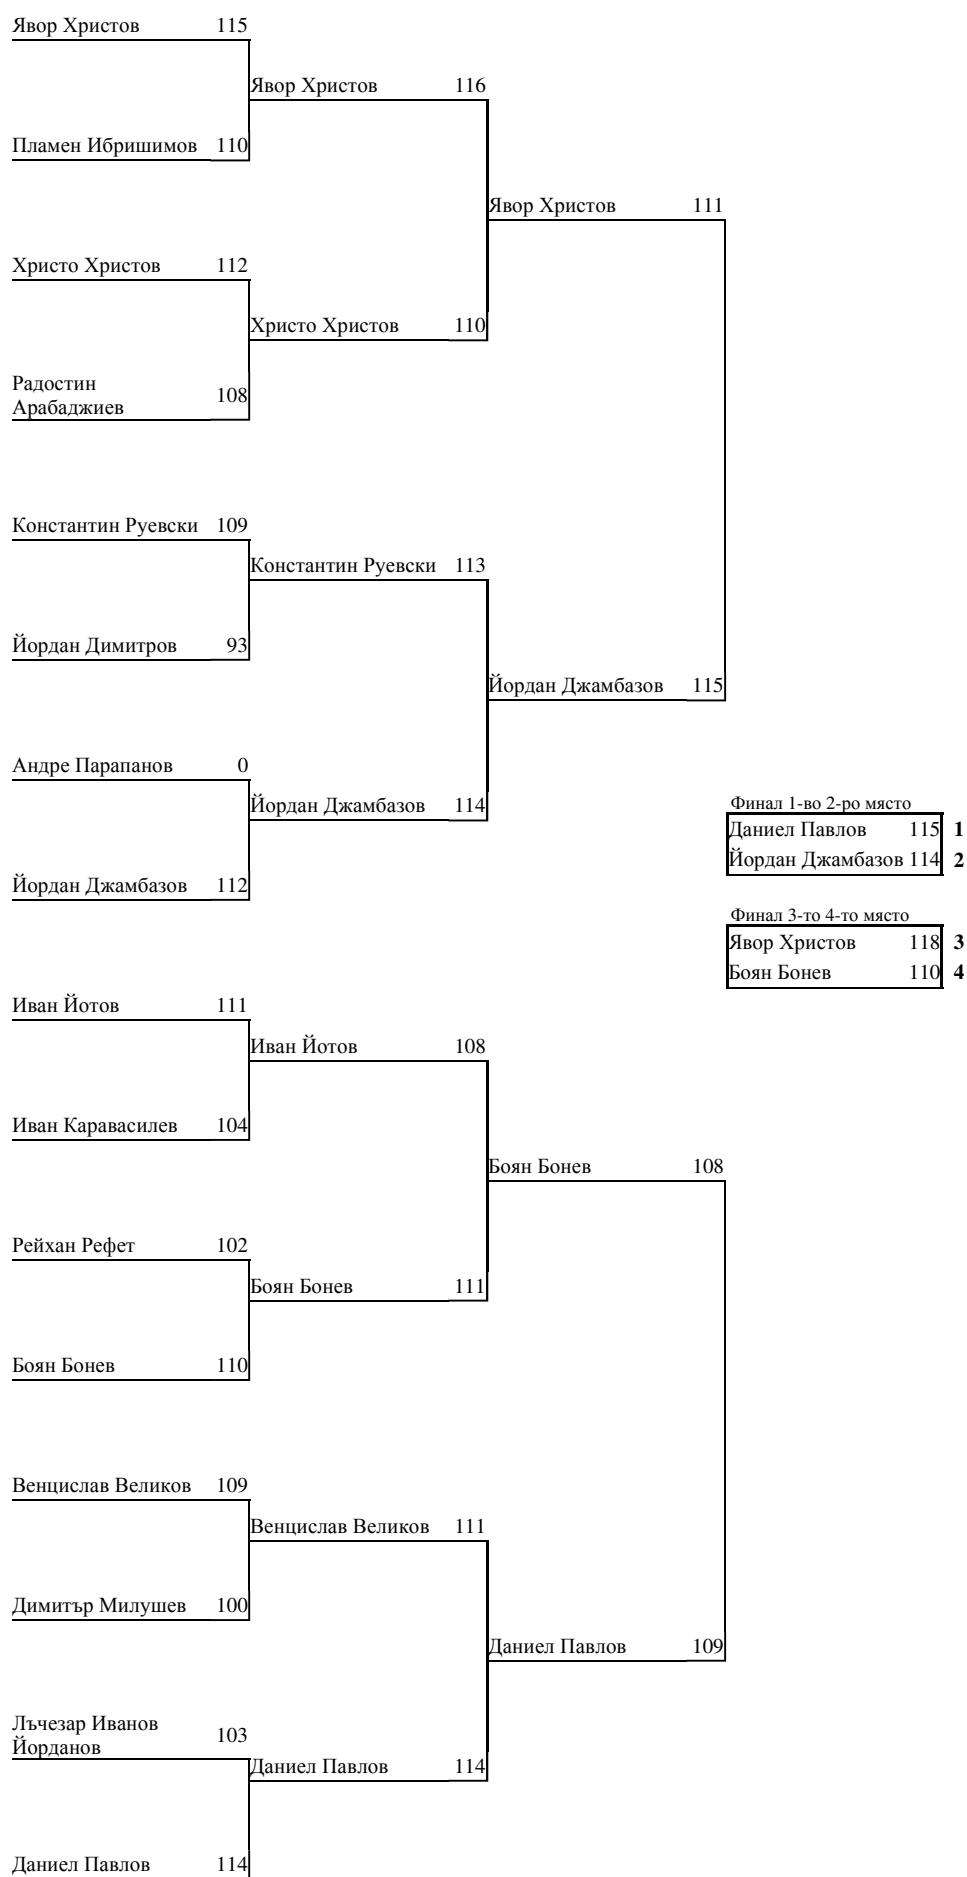 Явор Христов 115
Явор Христов 116
Пламен Ибришимов 110
Явор Христов 111
Христо Христов 112
Христо Христов 110
Радостин
Арабаджиев 108
Константин Руевски 109
Константин Руевски 113
Йордан Димитров 93
Йордан Джамбазов 115
Андре Парапанов 0
Йордан Джамбазов 114
Финал 1-во 2-ро място
Даниел Павлов 115 1
Йордан Джамбазов 114 2
Йордан Джамбазов 112
Финал 3-то 4-то място
Явор Христов 118 3
Боян Бонев 110 4
Иван Йотов 111
Иван Йотов 108
Иван Каравасилев 104
Боян Бонев 108
Рейхан Рефет 102
Боян Бонев 111
Боян Бонев 110
Венцислав Великов 109
Венцислав Великов 111
Димитър Милушев 100
Даниел Павлов 109
Лъчезар Иванов
Йорданов 103
Даниел Павлов 114
Даниел Павлов 114